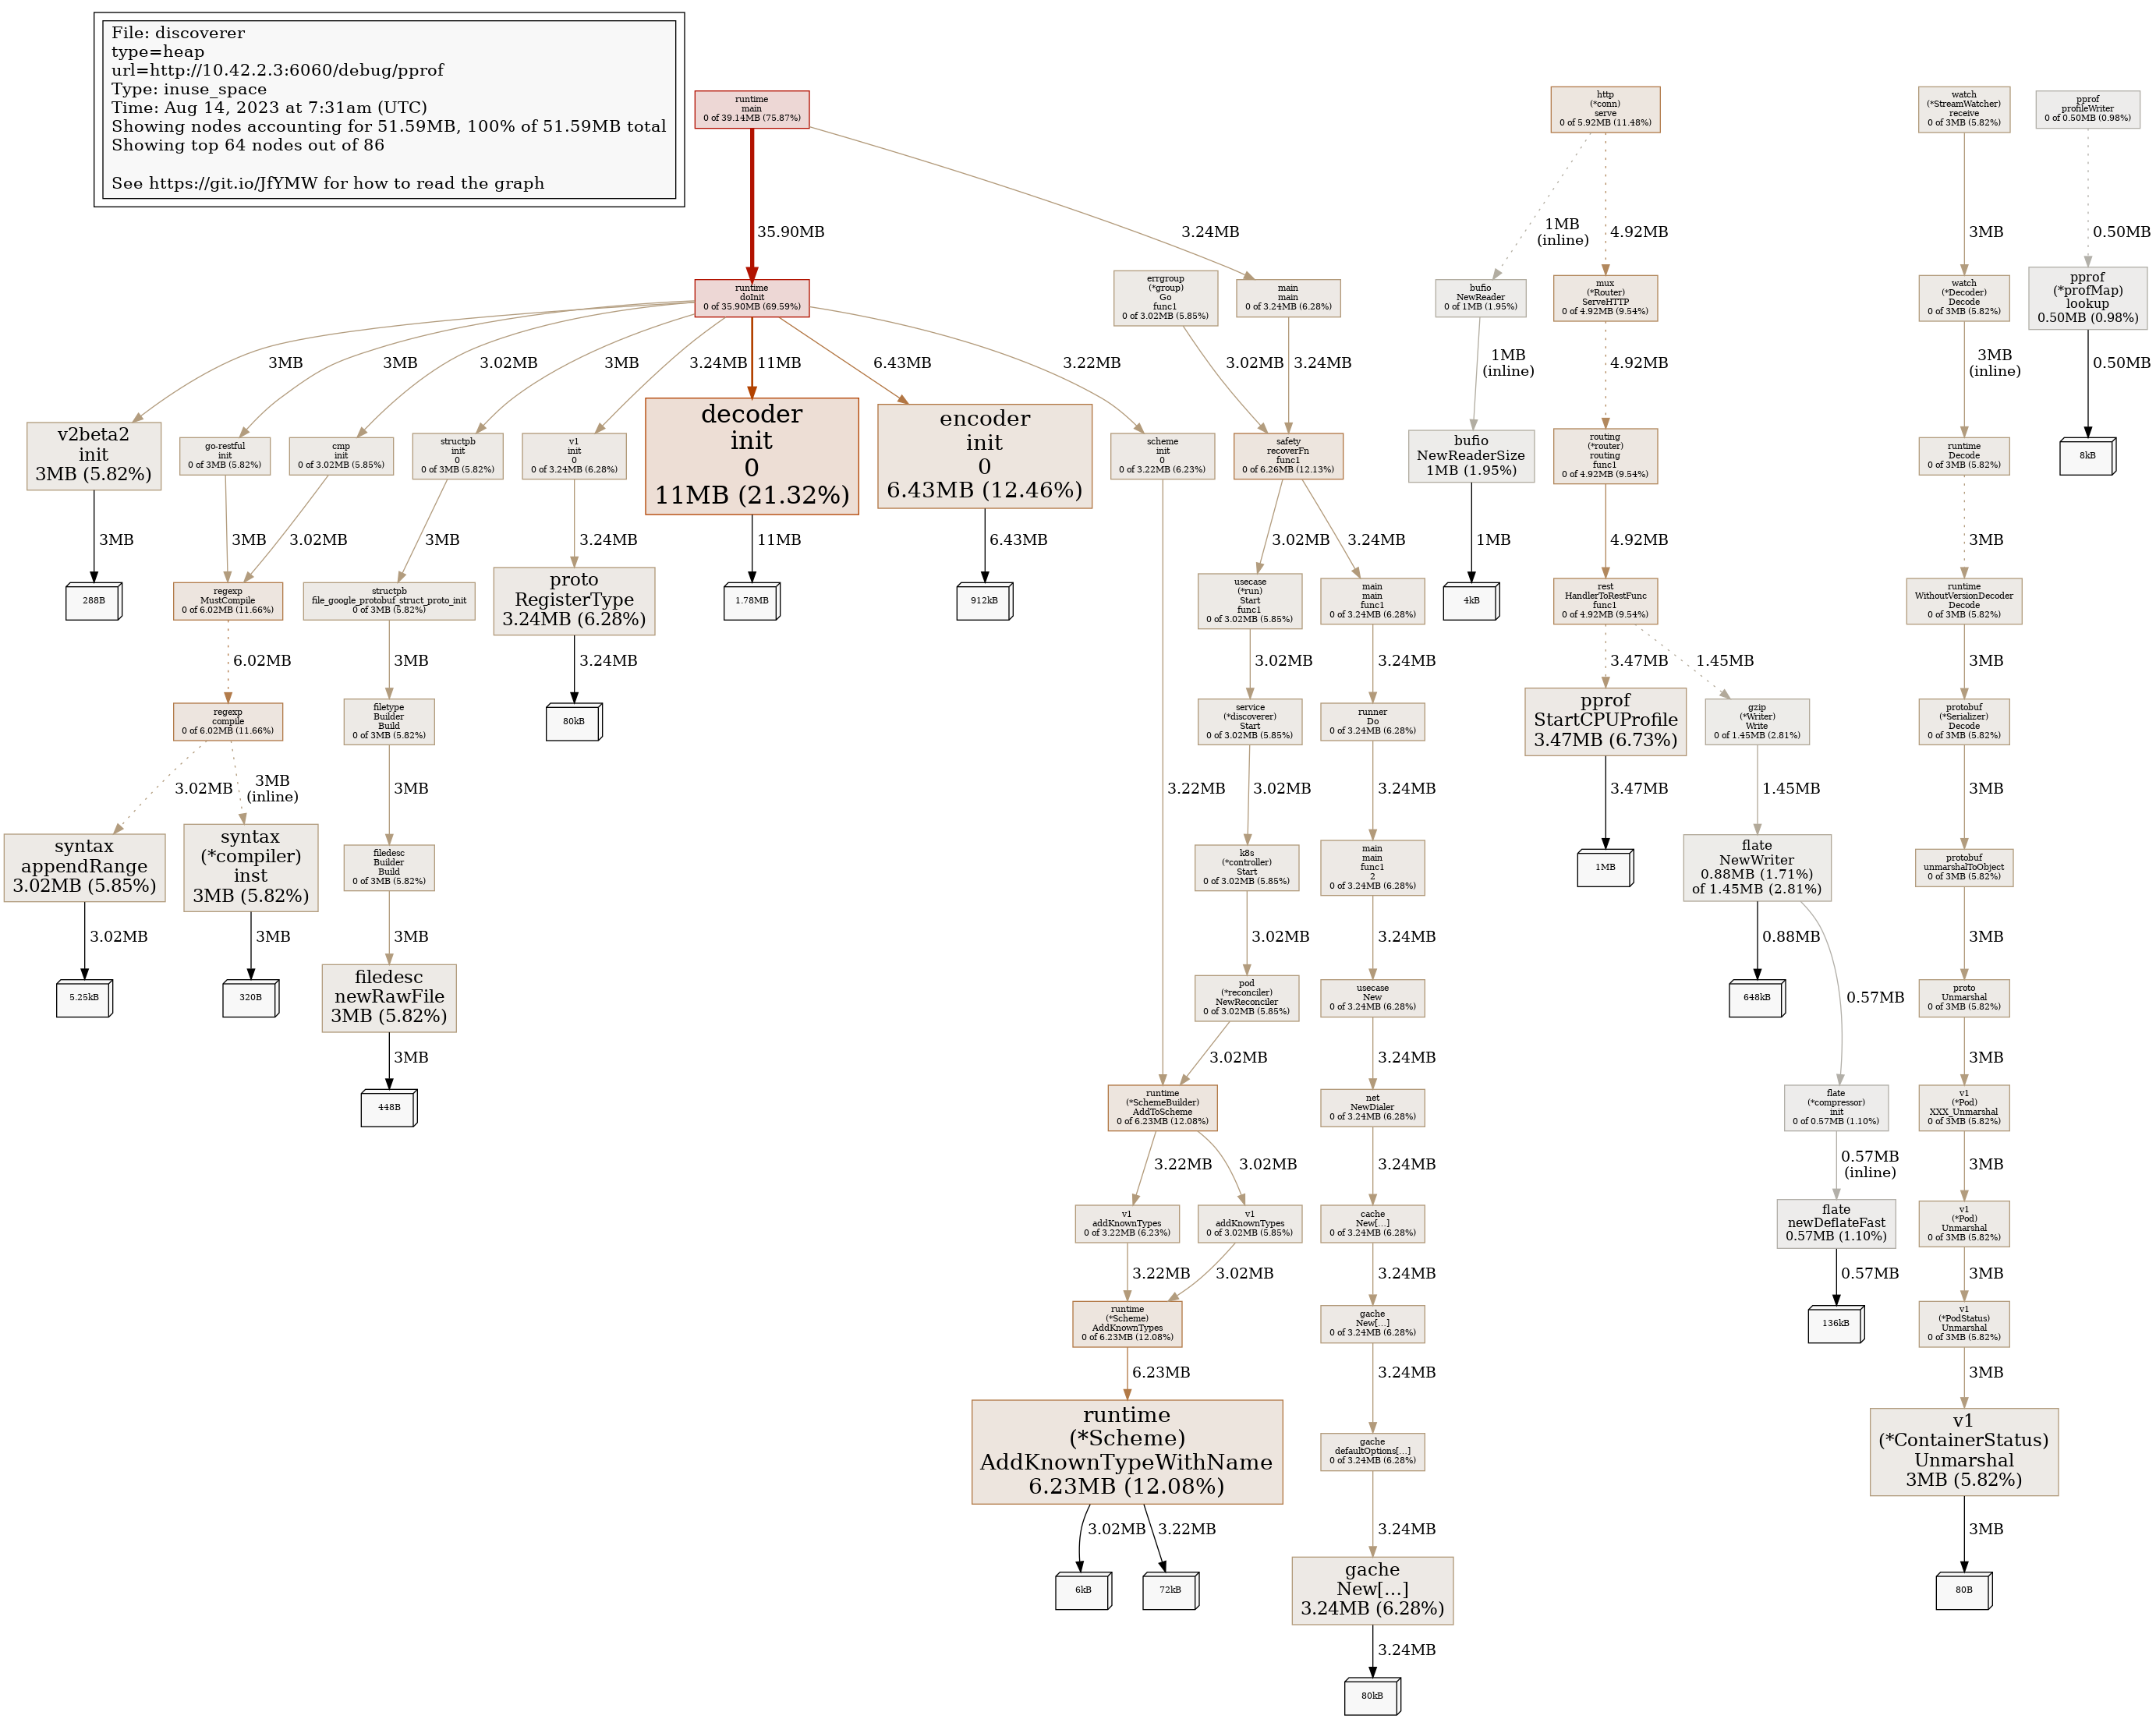 File: discoverer
type=heap
url=http://10.42.2.3:6060/debug/pprof
Type: inuse_space
Time: Aug 14, 2023 at 7:31am (UTC)
Showing nodes accounting for 51.59MB, 100% of 51.59MB total
Showing top 64 nodes out of 86
See https://git.io/JfYMW for how to read the graph
runtime
main
0 of 39.14MB (75.87%)
http
(*conn)
serve
0 of 5.92MB (11.48%)
watch
(*StreamWatcher)
receive
0 of 3MB (5.82%)
pprof
profileWriter
0 of 0.50MB (0.98%)
35.90MB
3.24MB
1MB
(inline)
4.92MB
3MB
0.50MB
runtime
doInit
0 of 35.90MB (69.59%)
errgroup
(*group)
Go
func1
0 of 3.02MB (5.85%)
main
main
0 of 3.24MB (6.28%)
bufio
NewReader
0 of 1MB (1.95%)
mux
(*Router)
ServeHTTP
0 of 4.92MB (9.54%)
watch
(*Decoder)
Decode
0 of 3MB (5.82%)
pprof
(*profMap)
lookup
0.50MB (0.98%)
3MB
3MB
3.02MB
3MB
3.24MB
11MB
6.43MB
3.22MB
3.02MB
3.24MB
1MB
(inline)
4.92MB
3MB
(inline)
0.50MB
v2beta2
init
3MB (5.82%)
go-restful
init
0 of 3MB (5.82%)
cmp
init
0 of 3.02MB (5.85%)
structpb
init
0
0 of 3MB (5.82%)
v1
init
0
0 of 3.24MB (6.28%)
decoder
init
0
11MB (21.32%)
encoder
init
0
6.43MB (12.46%)
scheme
init
0
0 of 3.22MB (6.23%)
safety
recoverFn
func1
0 of 6.26MB (12.13%)
bufio
NewReaderSize
1MB (1.95%)
routing
(*router)
routing
func1
0 of 4.92MB (9.54%)
runtime
Decode
0 of 3MB (5.82%)
8kB
3MB
3MB
3.02MB
3MB
3.24MB
11MB
6.43MB
3.02MB
3.24MB
1MB
4.92MB
3MB
288B
regexp
MustCompile
0 of 6.02MB (11.66%)
structpb
file_google_protobuf_struct_proto_init
0 of 3MB (5.82%)
proto
RegisterType
3.24MB (6.28%)
1.78MB
912kB
usecase
(*run)
Start
func1
0 of 3.02MB (5.85%)
main
main
func1
0 of 3.24MB (6.28%)
4kB
rest
HandlerToRestFunc
func1
0 of 4.92MB (9.54%)
runtime
WithoutVersionDecoder
Decode
0 of 3MB (5.82%)
6.02MB
3MB
3.24MB
3.02MB
3.24MB
3.47MB
1.45MB
3MB
regexp
compile
0 of 6.02MB (11.66%)
filetype
Builder
Build
0 of 3MB (5.82%)
80kB
service
(*discoverer)
Start
0 of 3.02MB (5.85%)
runner
Do
0 of 3.24MB (6.28%)
pprof
StartCPUProfile
3.47MB (6.73%)
gzip
(*Writer)
Write
0 of 1.45MB (2.81%)
protobuf
(*Serializer)
Decode
0 of 3MB (5.82%)
3.02MB
3MB
(inline)
3MB
3.22MB
3.02MB
3.24MB
3.47MB
1.45MB
3MB
syntax
appendRange
3.02MB (5.85%)
syntax
(*compiler)
inst
3MB (5.82%)
filedesc
Builder
Build
0 of 3MB (5.82%)
k8s
(*controller)
Start
0 of 3.02MB (5.85%)
main
main
func1
2
0 of 3.24MB (6.28%)
1MB
flate
NewWriter
0.88MB (1.71%)
of 1.45MB (2.81%)
protobuf
unmarshalToObject
0 of 3MB (5.82%)
3.02MB
3MB
3MB
3.02MB
3.24MB
0.88MB
3MB
5.25kB
320B
filedesc
newRawFile
3MB (5.82%)
pod
(*reconciler)
NewReconciler
0 of 3.02MB (5.85%)
usecase
New
0 of 3.24MB (6.28%)
648kB
0.57MB
proto
Unmarshal
0 of 3MB (5.82%)
3MB
3.02MB
3.24MB
3MB
448B
runtime
(*SchemeBuilder)
AddToScheme
0 of 6.23MB (12.08%)
net
NewDialer
0 of 3.24MB (6.28%)
flate
(*compressor)
init
0 of 0.57MB (1.10%)
v1
(*Pod)
XXX_Unmarshal
0 of 3MB (5.82%)
3.22MB
3.02MB
3.24MB
0.57MB
(inline)
3MB
v1
addKnownTypes
0 of 3.22MB (6.23%)
v1
addKnownTypes
0 of 3.02MB (5.85%)
cache
New[...]
0 of 3.24MB (6.28%)
flate
newDeflateFast
0.57MB (1.10%)
v1
(*Pod)
Unmarshal
0 of 3MB (5.82%)
3.22MB
3.02MB
3.24MB
0.57MB
3MB
runtime
(*Scheme)
AddKnownTypes
0 of 6.23MB (12.08%)
gache
New[...]
0 of 3.24MB (6.28%)
136kB
v1
(*PodStatus)
Unmarshal
0 of 3MB (5.82%)
6.23MB
3.24MB
3MB
runtime
(*Scheme)
AddKnownTypeWithName
6.23MB (12.08%)
gache
defaultOptions[...]
0 of 3.24MB (6.28%)
v1
(*ContainerStatus)
Unmarshal
3MB (5.82%)
3.02MB
3.22MB
3.24MB
3MB
6kB
72kB
gache
New[...]
3.24MB (6.28%)
80B
3.24MB
80kB